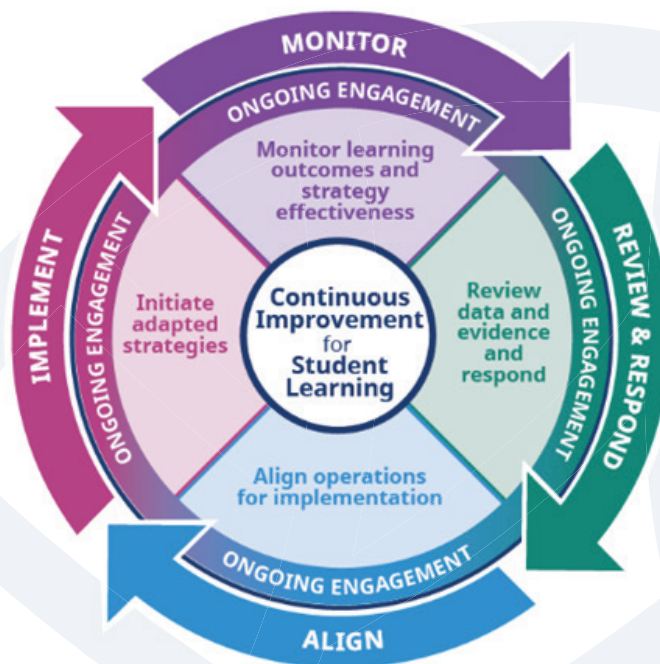 MONITOR
ONGOING ENGAGEMENT
Monitor learning
outcomes and
strategy
effectiveness
REVIEW & RESPOND
ONGOING ENGAGEMENT
Review
data and
evidence
and
respond
ALIGN
ONGOING ENGAGEMENT
Align operations
for implementation
IMPLEMENT
ONGOING ENGAGEMENT
Initiate
adapted
strategies
Continuous
Improvement
for
Student
Learning